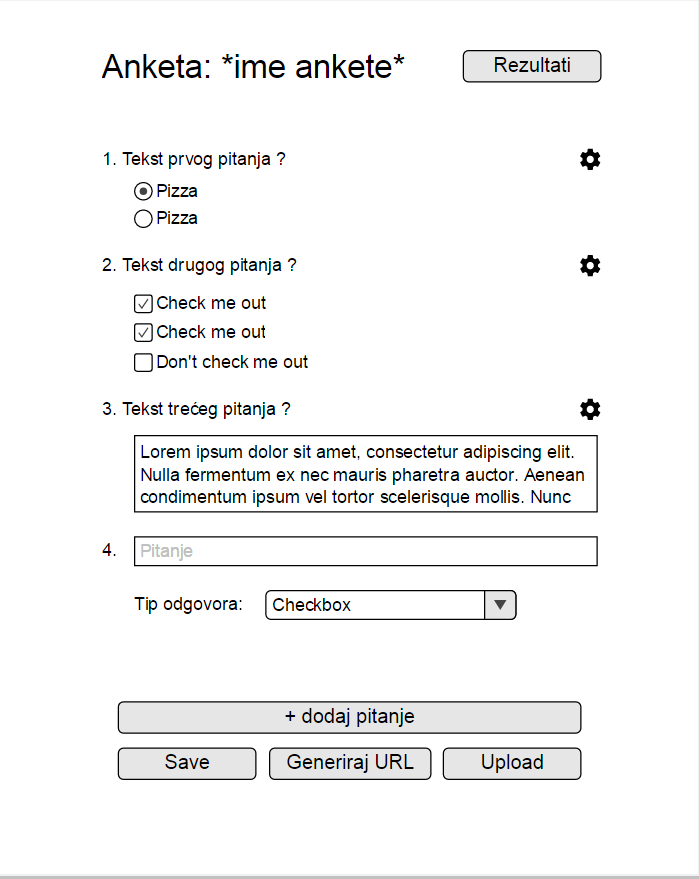 Anketa: *ime ankete*
Rezultati
1. Tekst prvog pitanja ?
Pizza
Pizza
2. Tekst drugog pitanja ?
Check me out
Check me out
Don't check me out
3. Tekst trećeg pitanja ?
Lorem ipsum dolor sit amet, consectetur adipiscing elit.
Nulla fermentum ex nec mauris pharetra auctor. Aenean
condimentum ipsum vel tortor scelerisque mollis. Nunc
4. Pitanje
Tip odgovora: Checkbox
+ dodaj pitanje
Save
Generiraj URL
Upload